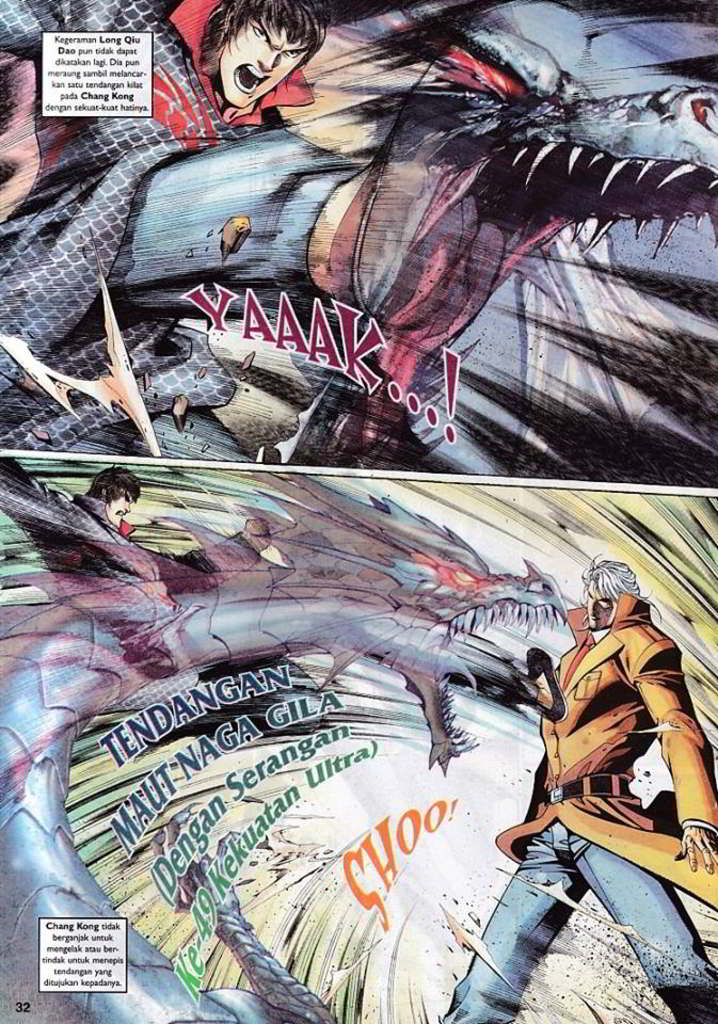 Kegeraman Long Qiu
Dao pun tidak dapat
dikatakan lagi. Dia pun
meraung sambil melancar-
kan satu tendangan kilat
pada Chang Kong
dengan sekuat-kuat hatinya.
YAAAK....!
TENDANGAN
MAUT NAGA GILA
(Dengan Serangan
Ke-49 Kekuatan Ultra)
SHOO!
Chang Kong tidak
berganjak untuk
mengelak atau ber-
tindak untuk menepis
tendangan yang
ditujukan kepadanya.
32